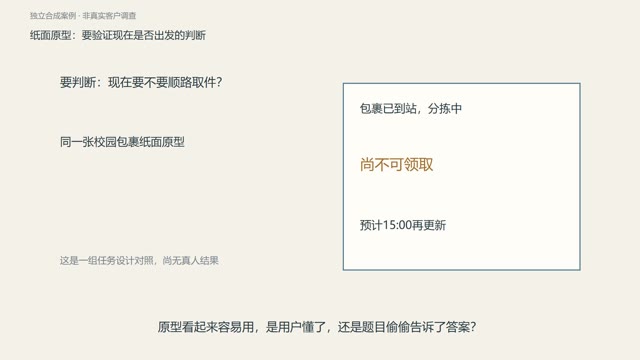 独立合成案例 · 非真实客户调查
纸面原型：要验证现在是否出发的判断
要判断：现在要不要顺路取件？
同一张校园包裹纸面原型
包裹已到站，分拣中
尚不可领取
预计15:00再更新
这是一组任务设计对照，尚无真人结果
原型看起来容易用，是用户懂了，还是题目偷偷告诉了答案？